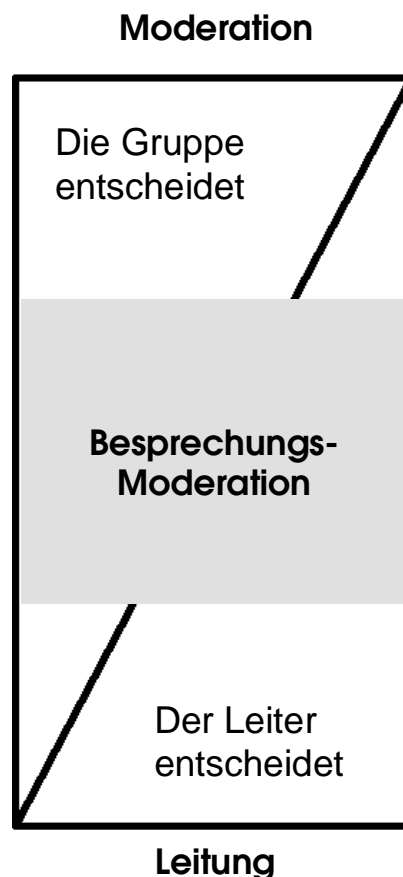 Moderation
Die Gruppe
entscheidet
Besprechungs-
Moderation
Der Leiter
entscheidet
Leitung